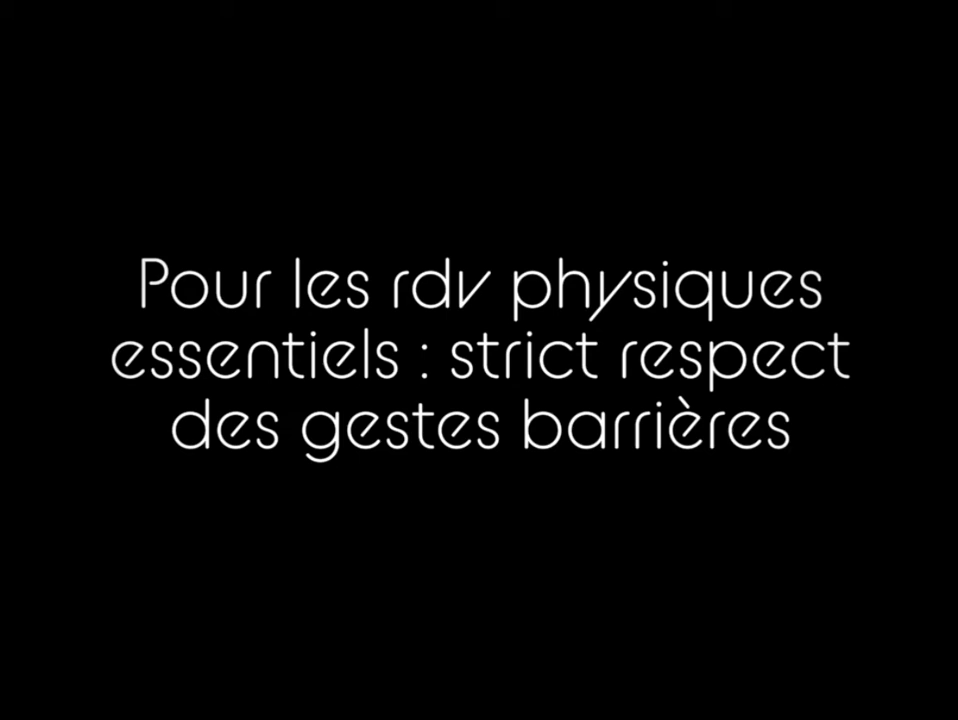 Pour les rdv physiques
essentiels : strict respect
des gestes barrières